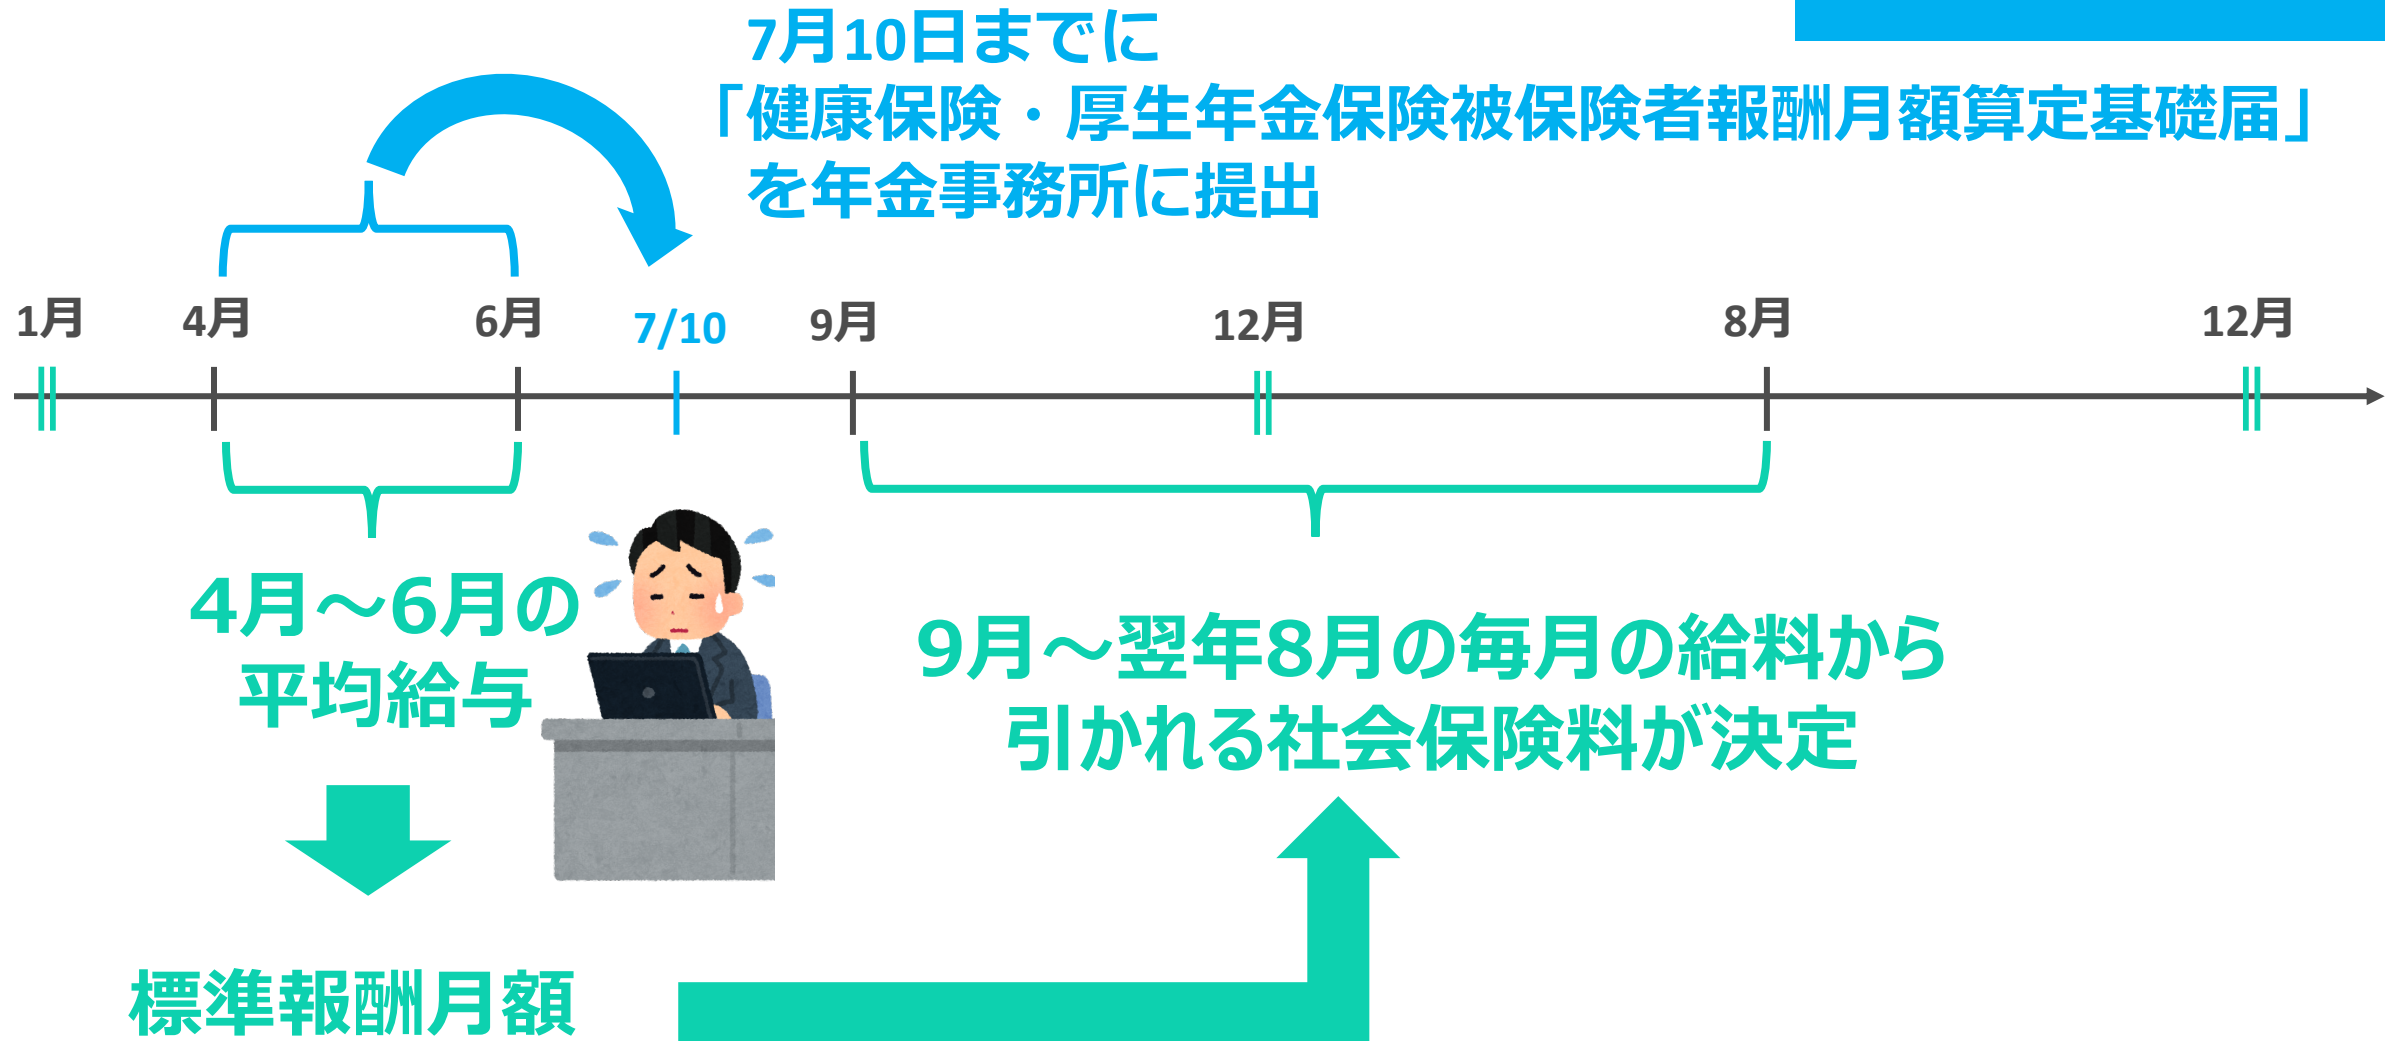 7月10日までに
「健康保険・厚生年金保険被保険者報酬月額算定基礎届」
を年金事務所に提出
1月 4月 6月 7/10 9月 12月 8月 12月
4月～6月の
平均給与
9月～翌年8月の毎月の給料から
引かれる社会保険料が決定
標準報酬月額